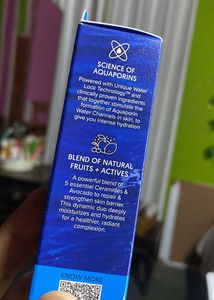 SCIENCE OF
AQUAPORINS
Powered with Unique Water
Lock Technology™ and
clinically proven ingredients
that together stimulate the
formation of Aquaporin
Water Channels in skin, to
give you intense hydration
BLEND OF NATURAL
FRUITS + ACTIVES
A powerful blend of
5 essential Ceramides &
Avocado to repair &
strengthen skin barrier.
This dynamic duo deeply
moisturizes and hydrates
for a healthier, radiant
complexion.
KNOW MORE